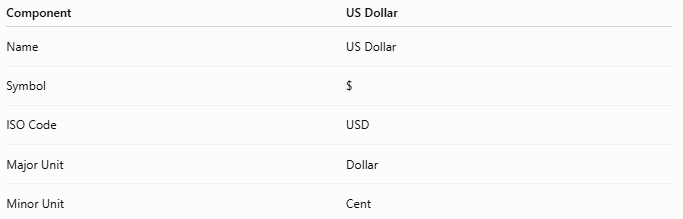 Component US Dollar
Name US Dollar
Symbol $
ISO Code USD
Major Unit Dollar
Minor Unit Cent